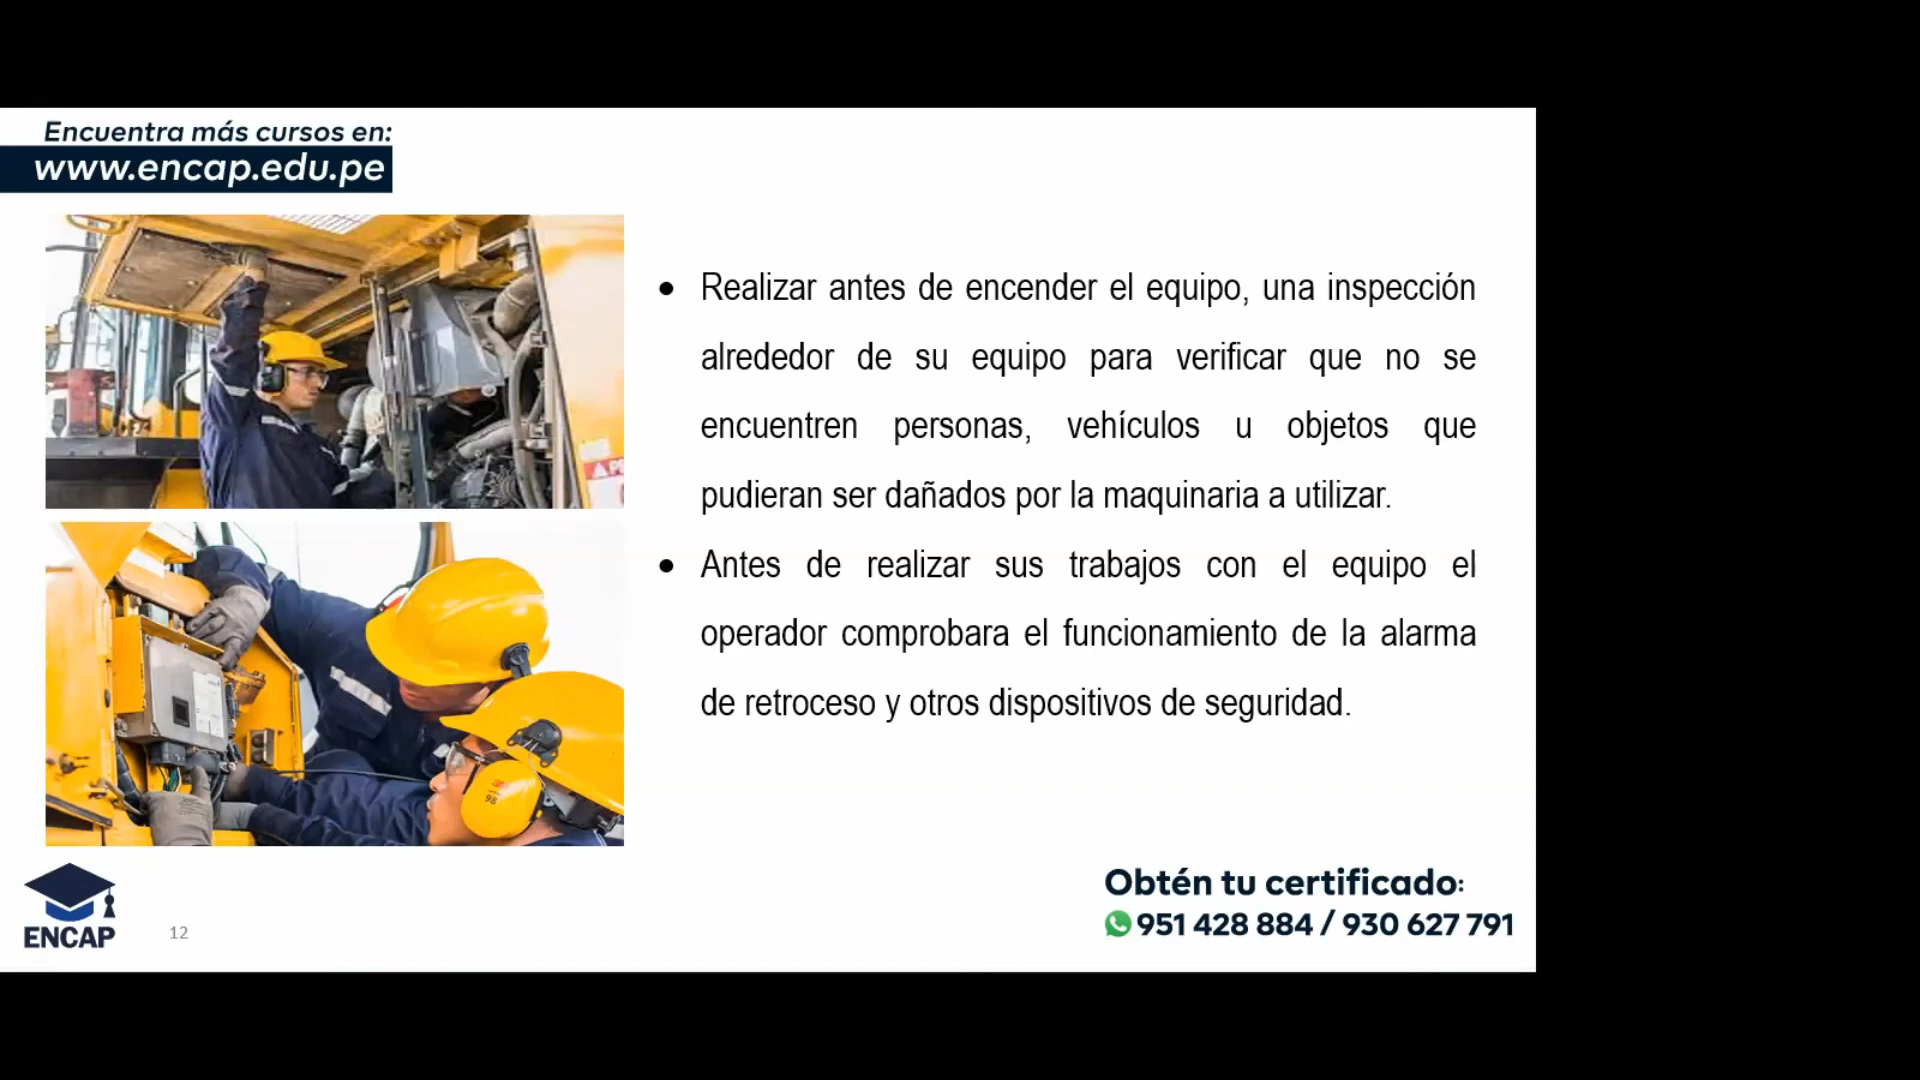 Encuentra más cursos en:
www.encap.edu.pe
• Realizar antes de encender el equipo, una inspección
alrededor de su equipo para verificar que no se
encuentren personas, vehículos u objetos que
pudieran ser dañados por la maquinaria a utilizar.
• Antes de realizar sus trabajos con el equipo el
operador comprobara el funcionamiento de la alarma
de retroceso y otros dispositivos de seguridad.
98
ENCAP
12
Obtén tu certificado:
951 428 884 / 930 627 791